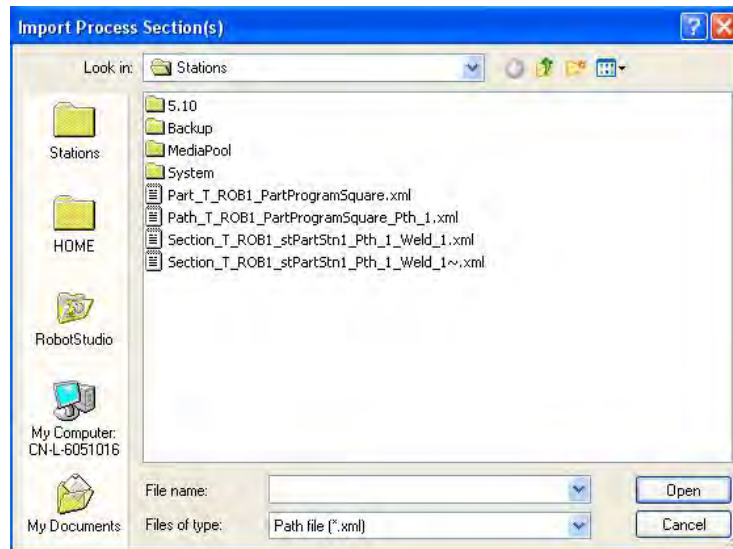 Import Process Section(s)
Look in: Stations
Stations
HOME
RobotStudio
My Computer:
CN-L-6051016
My Documents
5.10
Backup
MediaPool
System
Part_T_ROB1_PartProgramSquare.xml
Path_T_ROB1_PartProgramSquare_Pth_1.xml
Section_T_ROB1_stPartStn1_Pth_1_Weld_1.xml
Section_T_ROB1_stPartStn1_Pth_1_Weld_1~.xml
File name:
Open
Files of type: Path file (*.xml)
Cancel